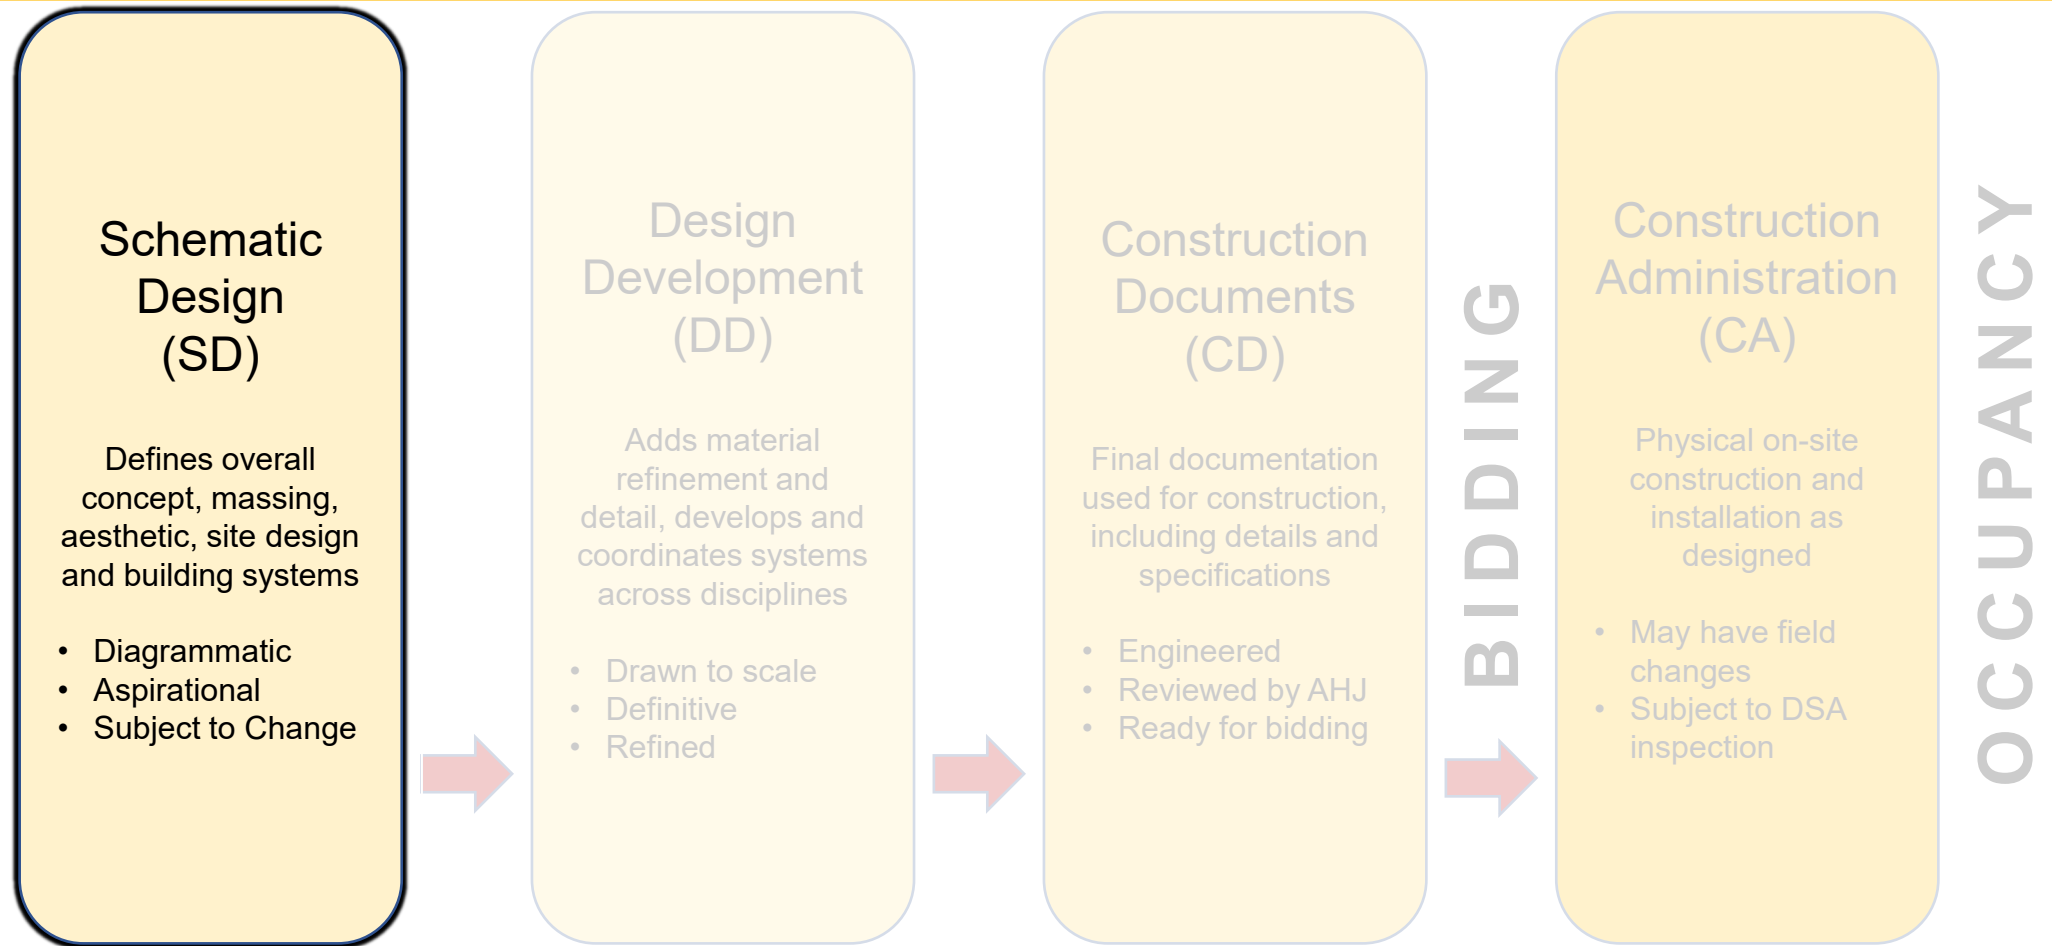 Schematic
Design
(SD)
Defines overall
concept, massing,
aesthetic, site design
and building systems
• Diagrammatic
• Aspirational
• Subject to Change
Design
Development
(DD)
Adds material
refinement and
detail, develops and
coordinates systems
across disciplines
• Drawn to scale
• Definitive
• Refined
Construction
Documents
(CD)
Final documentation
used for construction,
including details and
specifications
• Engineered
• Reviewed by AHJ
• Ready for bidding
BIDDING
Construction
Administration
(CA)
Physical on-site
construction and
installation as
designed
• May have field
changes
• Subject to DSA
inspection
OCCUPANCY